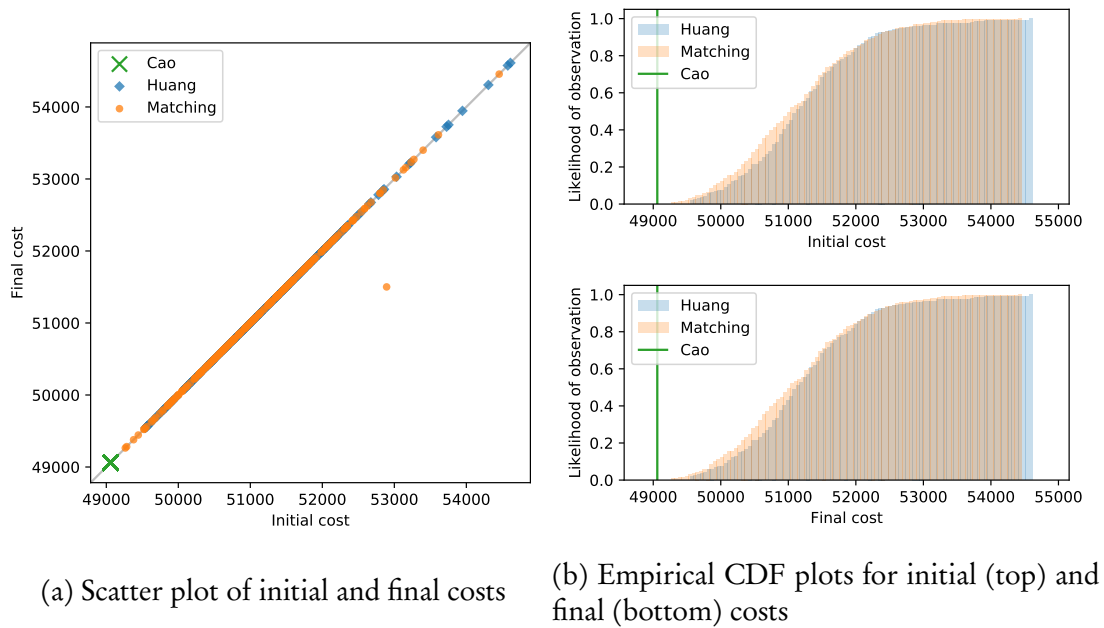 Cao
Huang
Matching
54000
53000
52000
51000
50000
49000
Final cost
49000 50000 51000 52000 53000 54000
Initial cost
(a) Scatter plot of initial and final costs
1.0
0.8
0.6
0.4
0.2
0.0
Likelihood of observation
Huang
Matching
Cao
49000 50000 51000 52000 53000 54000 55000
Initial cost
1.0
0.8
0.6
0.4
0.2
0.0
Likelihood of observation
Huang
Matching
Cao
49000 50000 51000 52000 53000 54000 55000
Final cost
(b) Empirical CDF plots for initial (top) and
final (bottom) costs